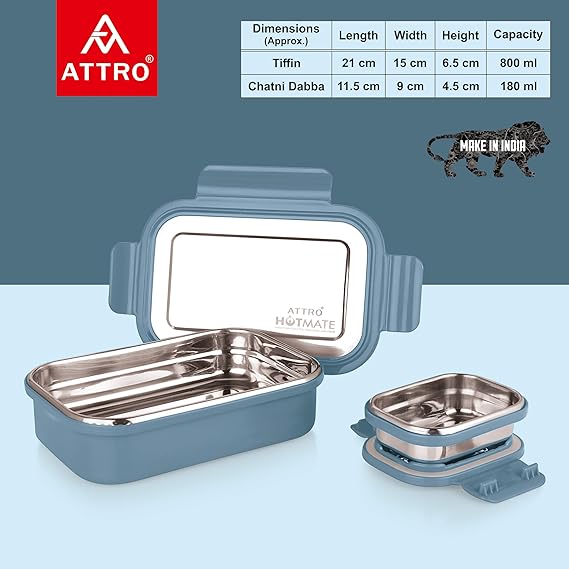 ATTRO®
Dimensions (Approx.) Length Width Height Capacity
Tiffin 21 cm 15 cm 6.5 cm 800 ml
Chatni Dabba 11.5 cm 9 cm 4.5 cm 180 ml
MAKE IN INDIA
ATTRO®
HOTMATE